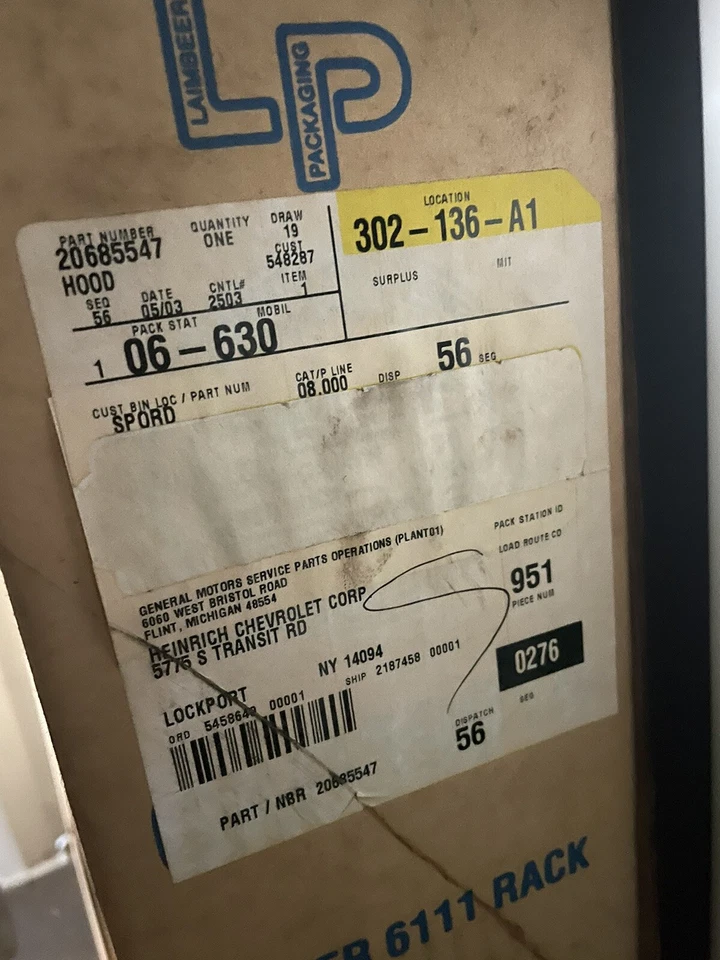 LAIMBEER
PACKAGING
LP
PART NUMBER QUANTITY DRAW
20685547 ONE 19
HOOD CUST
548287
SEQ DATE CNTL# ITEM
56 05/03 2503 1
PACK STAT MOBIL
1 06-630
LOCATION
302-136-A1
SURPLUS MIT
CUST BIN LOC / PART NUM CAT/P LINE DISP 56 SEQ
SPORD 08.000
GENERAL MOTORS SERVICE PARTS OPERATIONS (PLANT01)
6060 WEST BRISTOL ROAD
FLINT, MICHIGAN 48554
HEINRICH CHEVROLET CORP
5775 S TRANSIT RD
LOCKPORT NY 14094
ORD 00001 SHIP 2187458 00001
PACK STATION ID
LOAD ROUTE CD
951
PIECE NUM
0276
SEQ
DISPATCH
56
PART / NBR 20685547
ER 6111 RACK